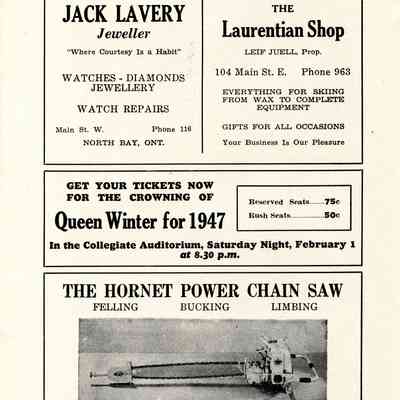 JACK LAVERY
Jeweller
"Where Courtesy Is a Habit"
WATCHES - DIAMONDS
JEWELLERY
WATCH REPAIRS
Main St. W. Phone 116
NORTH BAY, ONT.
THE
Laurentian Shop
LEIF JUELL, Prop.
104 Main St. E. Phone 963
EVERYTHING FOR SKIING
FROM WAX TO COMPLETE
EQUIPMENT
GIFTS FOR ALL OCCASIONS
Your Business Is Our Pleasure
GET YOUR TICKETS NOW
FOR THE CROWNING OF
Queen Winter for 1947
Reserved Seats......75c
Rush Seats............50c
In the Collegiate Auditorium, Saturday Night, February 1
at 8.30 p.m.
THE HORNET POWER CHAIN SAW
FELLING BUCKING LIMBING